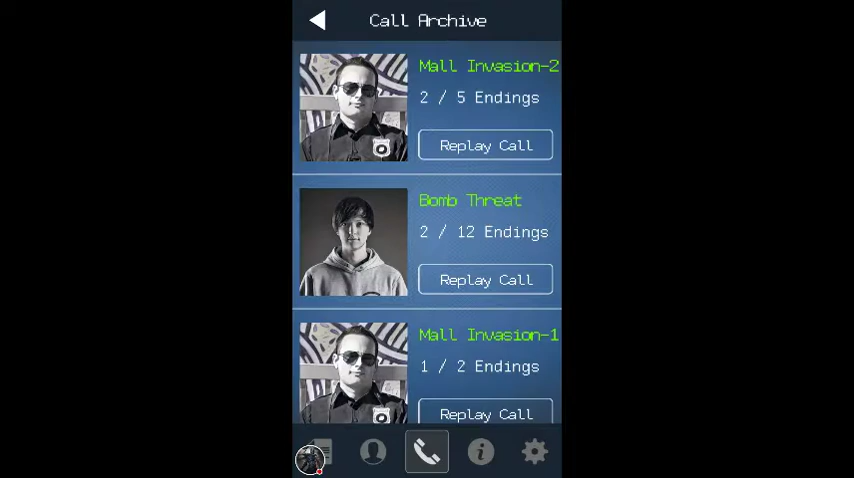 Call Archive
Mall Invasion-2
2 / 5 Endings
Replay Call
Bomb Threat
2 / 12 Endings
Replay Call
Mall Invasion-1
1 / 2 Endings
Replay Call